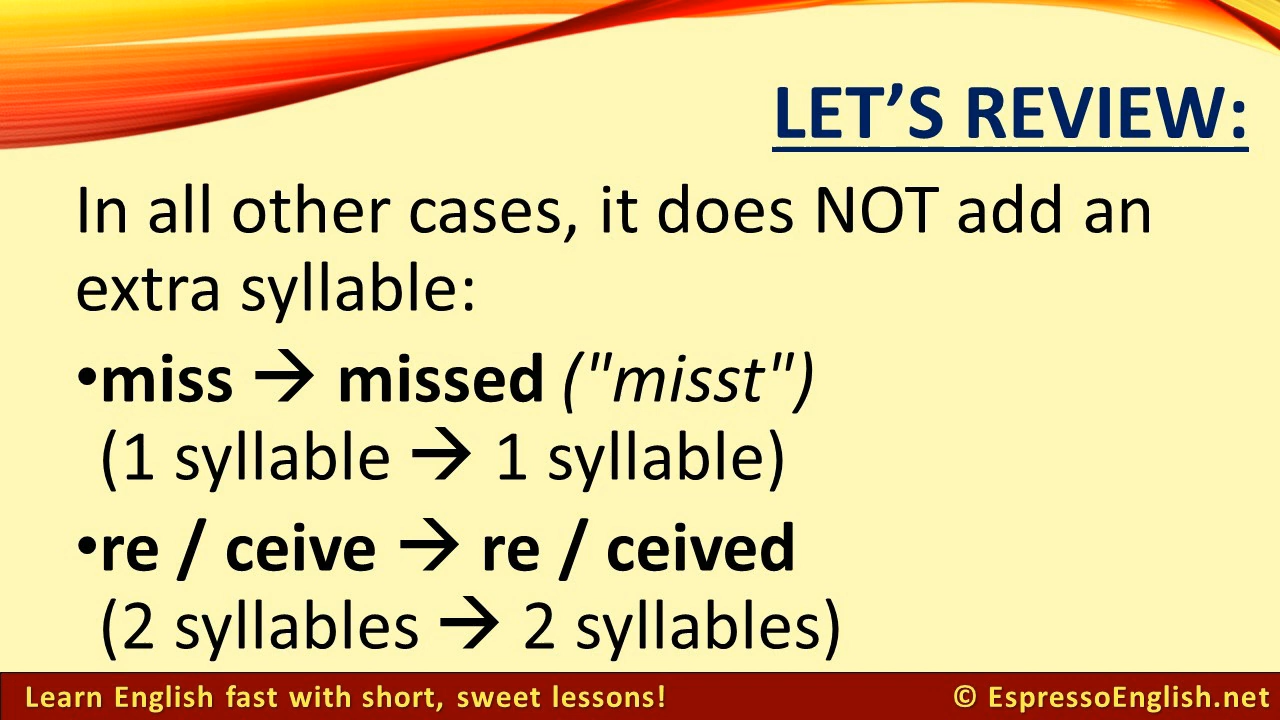 LET’S REVIEW:
In all other cases, it does NOT add an
extra syllable:
•miss → missed ("misst")
(1 syllable → 1 syllable)
•re / ceive → re / ceived
(2 syllables → 2 syllables)
Learn English fast with short, sweet lessons! © EspressoEnglish.net